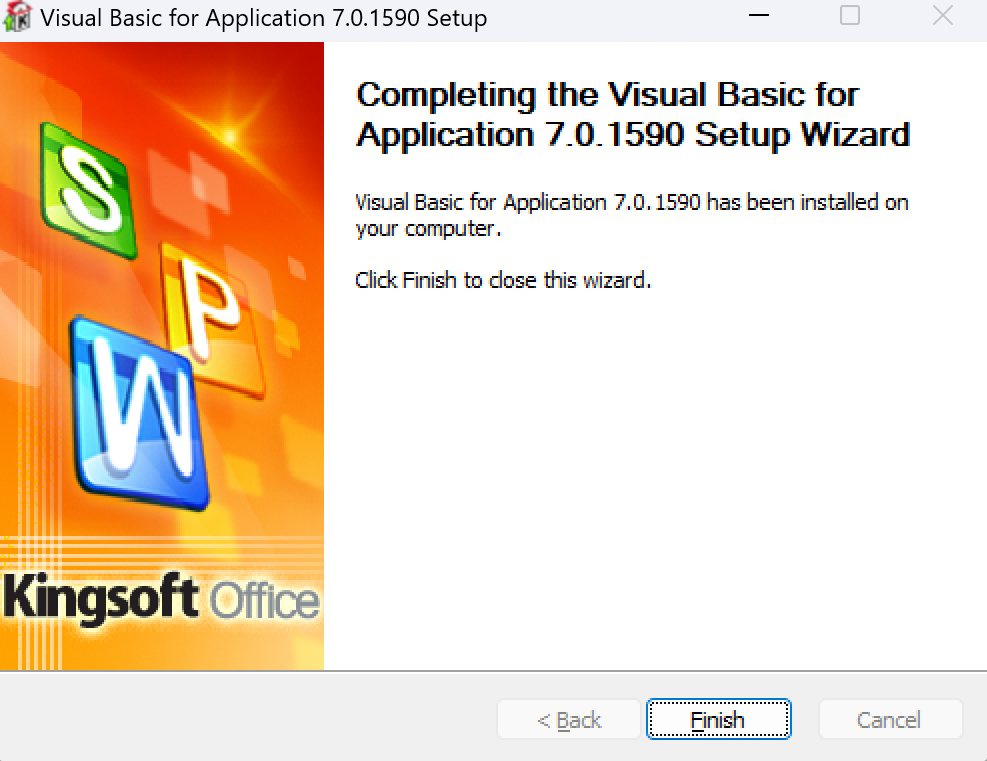 Visual Basic for Application 7.0.1590 Setup
Completing the Visual Basic for
Application 7.0.1590 Setup Wizard
Visual Basic for Application 7.0.1590 has been installed on
your computer.
Click Finish to close this wizard.
S
P
W
Kingsoft Office
< Back
Finish
Cancel